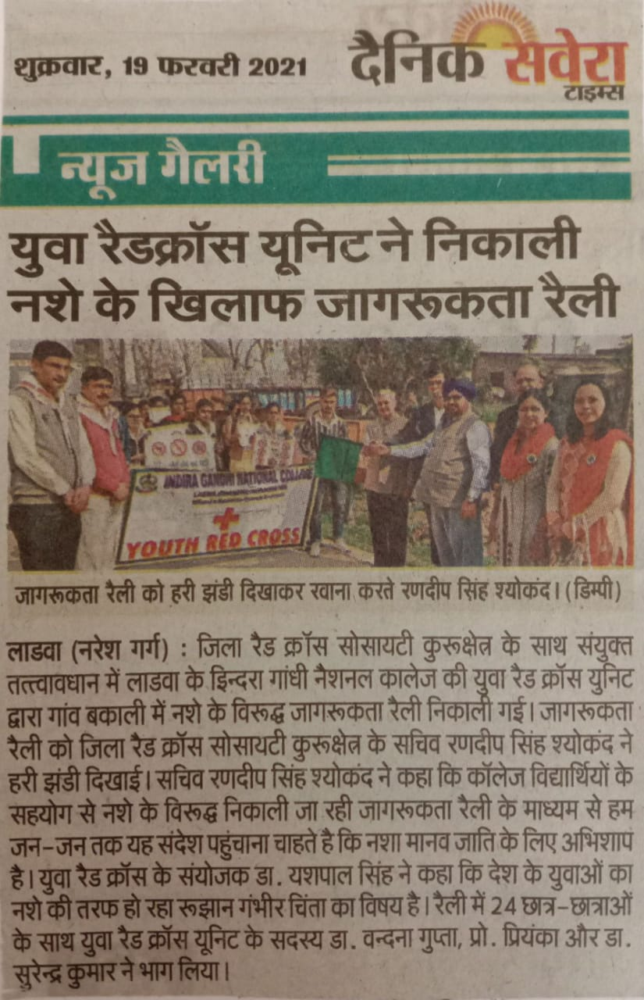 शुक्रवार, 19 फरवरी 2021
दैनिक सवेरा
टाइम्स
न्यूज गैलरी
युवा रैडक्रॉस यूनिट ने निकाली
नशे के खिलाफ जागरूकता रैली
INDIRA GANDHI NATIONAL COLLEGE
YOUTH RED CROSS
जागरूकता रैली को हरी झंडी दिखाकर रवाना करते रणदीप सिंह श्योकंद। (डिम्पी)
लाडवा (नरेश गर्ग) : जिला रैड क्रॉस सोसायटी कुरूक्षेत्र के साथ संयुक्त
तत्त्वावधान में लाडवा के इिन्दरा गांधी नैशनल कालेज की युवा रैड क्रॉस युनिट
द्वारा गांव बकाली में नशे के विरूद्ध जागरूकता रैली निकाली गई। जागरूकता
रैली को जिला रैड क्रॉस सोसायटी कुरूक्षेत्र के सचिव रणदीप सिंह श्योकंद ने
हरी झंडी दिखाई। सचिव रणदीप सिंह श्योकंद ने कहा कि कॉलेज विद्यार्थियों के
सहयोग से नशे के विरूद्ध निकाली जा रही जागरूकता रैली के माध्यम से हम
जन-जन तक यह संदेश पहुंचाना चाहते है कि नशा मानव जाति के लिए अभिशाप
है। युवा रैड क्रॉस के संयोजक डा. यशपाल सिंह ने कहा कि देश के युवाओं का
नशे की तरफ हो रहा रूझान गंभीर चिंता का विषय है। रैली में 24 छात्र-छात्राओं
के साथ युवा रैड क्रॉस यूनिट के सदस्य डा. वन्दना गुप्ता, प्रो. प्रियंका और डा.
सुरेन्द्र कुमार ने भाग लिया।